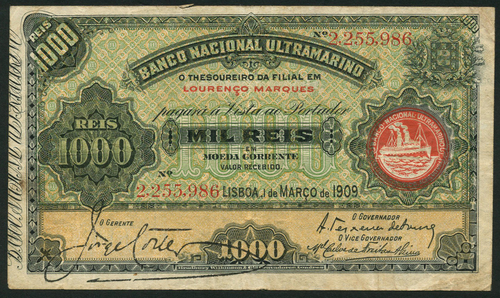 1000
REIS
1000
Nº 2,255,986
BANCO NACIONAL ULTRAMARINO
O THESOUREIRO DA FILIAL EM
LOURENÇO MARQUES
pagará á Vista ao Portador
REIS
1000
MIL REIS
EM
MOEDA CORRENTE
VALOR RECEBIDO.
Nº
2,255,986
LISBOA, 1 DE MARÇO DE 1909
O GERENTE
O GOVERNADOR
O VICE GOVERNADOR
1000